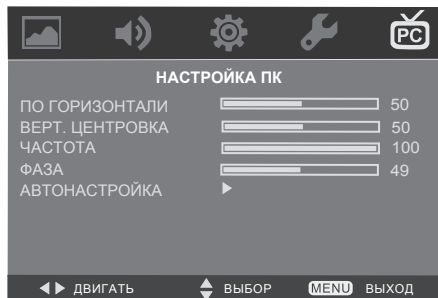 PC
НАСТРОЙКА ПК
ПО ГОРИЗОНТАЛИ 50
ВЕРТ. ЦЕНТРОВКА 50
ЧАСТОТА 100
ФАЗА 49
АВТОНАСТРОЙКА
ДВИГАТЬ ВЫБОР MENU ВЫХОД